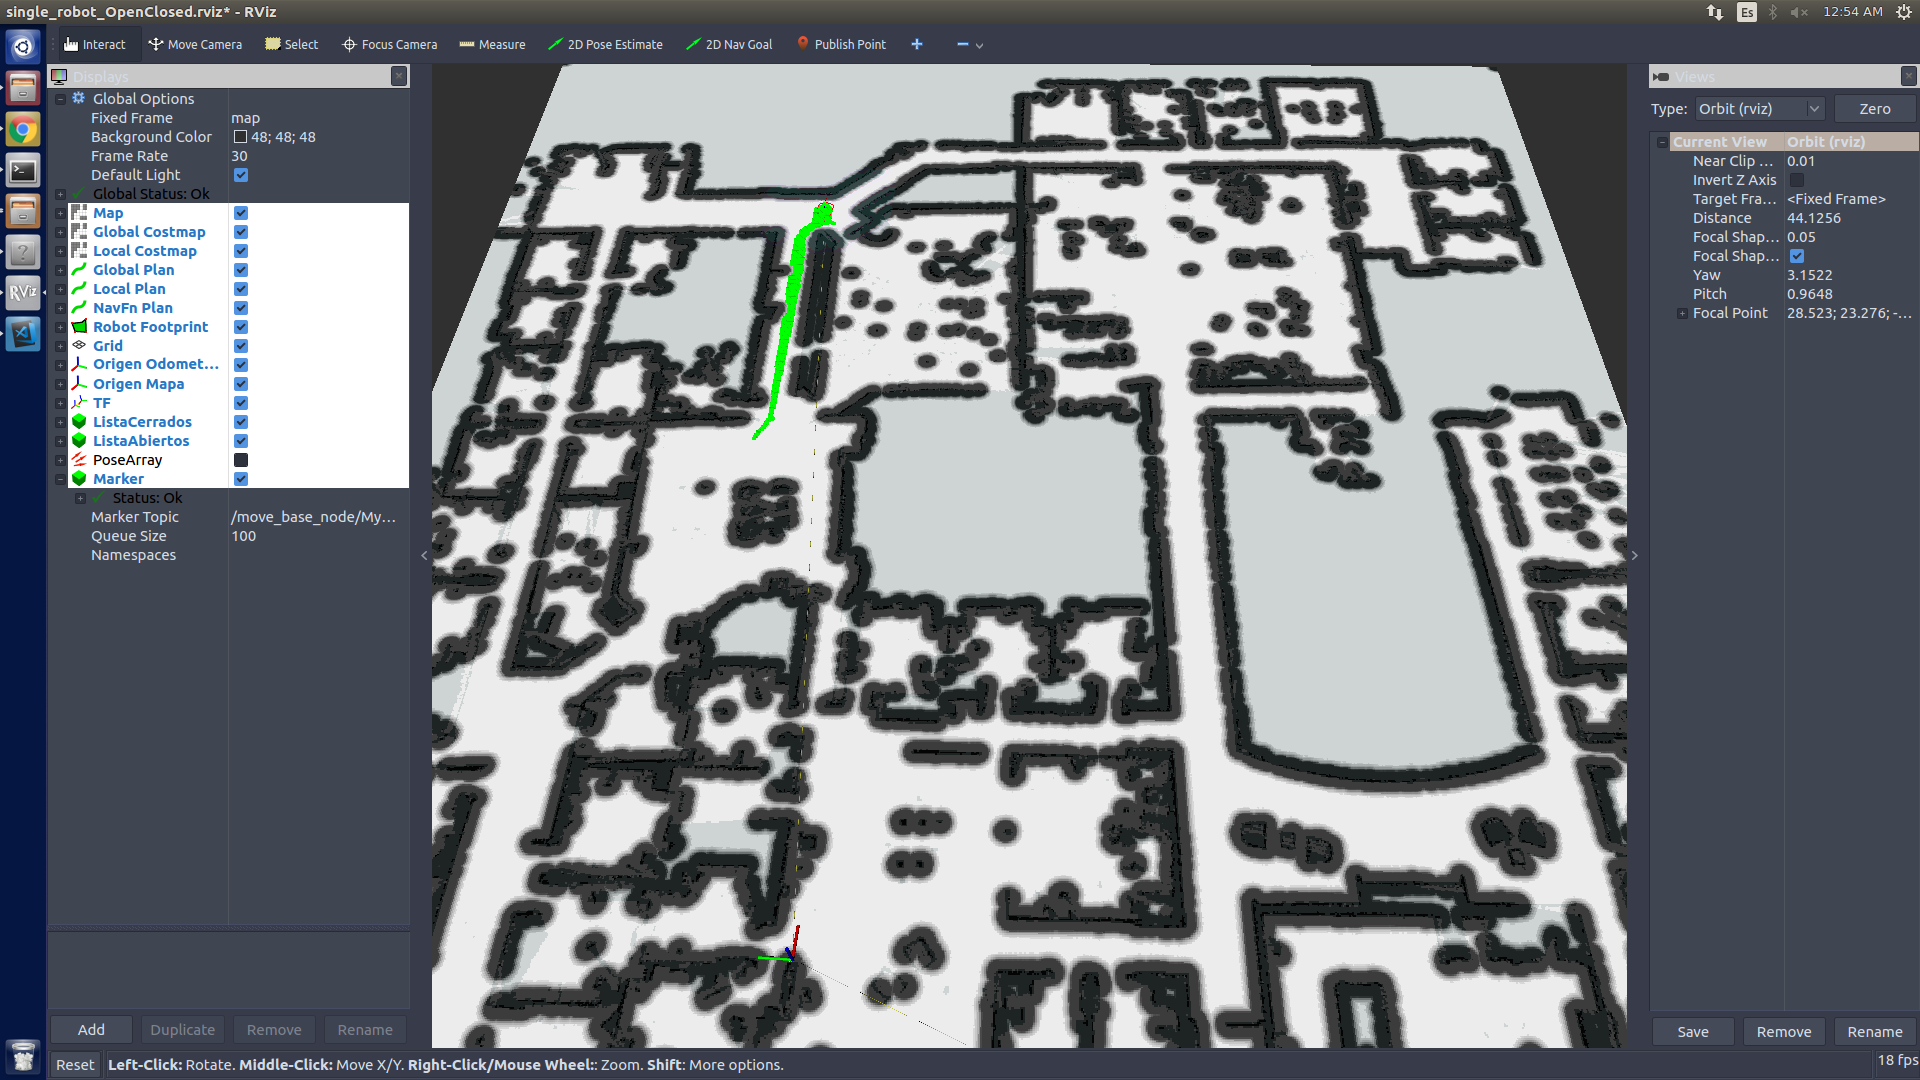 single_robot_OpenClosed.rviz* - RViz
Es
12:54 AM
Interact
Move Camera
Select
Focus Camera
Measure
2D Pose Estimate
2D Nav Goal
Publish Point
Displays
Global Options
Fixed Frame map
Background Color 48; 48; 48
Frame Rate 30
Default Light
Global Status: Ok
Map
Global Costmap
Local Costmap
Global Plan
Local Plan
NavFn Plan
Robot Footprint
Grid
Origen Odomet...
Origen Mapa
TF
ListaCerrados
ListaAbiertos
PoseArray
Marker
Status: Ok
Marker Topic /move_base_node/My...
Queue Size 100
Namespaces
Add
Duplicate
Remove
Rename
RViz
Views
Type: Orbit (rviz)
Zero
Current View Orbit (rviz)
Near Clip ... 0.01
Invert Z Axis
Target Fra... <Fixed Frame>
Distance 44.1256
Focal Shap... 0.05
Focal Shap...
Yaw 3.1522
Pitch 0.9648
Focal Point 28.523; 23.276; -...
Save
Remove
Rename
Reset
Left-Click: Rotate. Middle-Click: Move X/Y. Right-Click/Mouse Wheel:: Zoom. Shift: More options.
18 fps